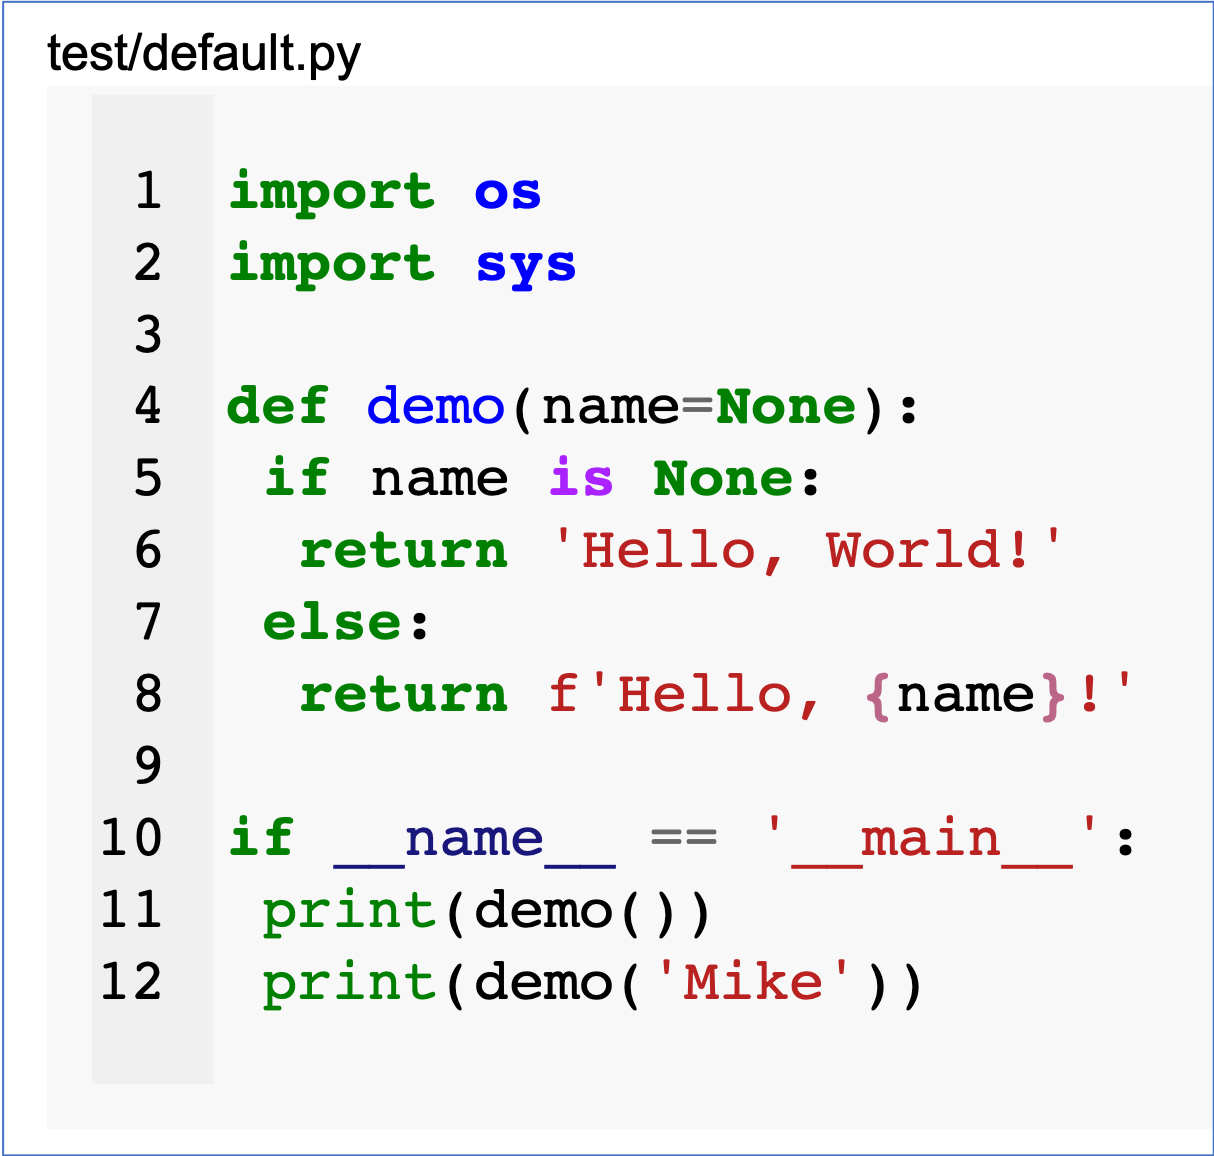 test/default.py
1 import os
2 import sys
3
4 def demo(name=None):
5  if name is None:
6   return 'Hello, World!'
7  else:
8   return f'Hello, {name}!'
9
10 if __name__ == '__main__':
11  print(demo())
12  print(demo('Mike'))